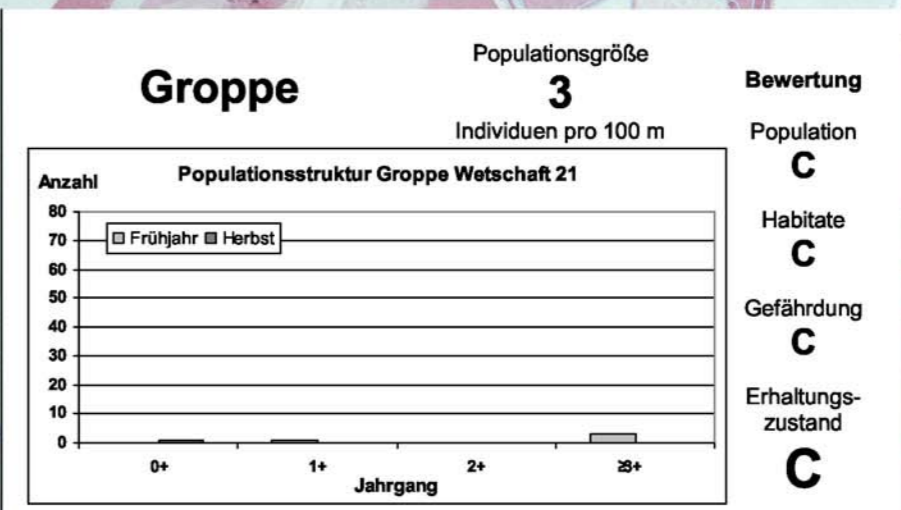 Groppe
Populationsgröße
3
Individuen pro 100 m
Bewertung
Population
C
Habitate
C
Gefährdung
C
Erhaltungs-
zustand
C
Populationsstruktur Groppe Wetschaft 21
Anzahl
80
70
60
50
40
30
20
10
0
Frühjahr Herbst
0+ 1+ 2+ ≥3+
Jahrgang